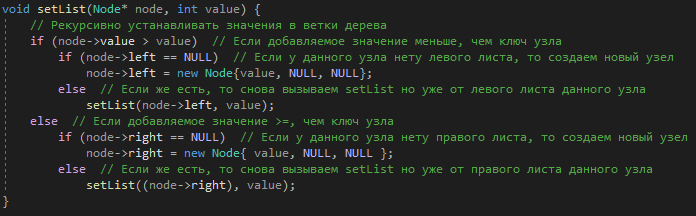 void setList(Node* node, int value) {
    // Рекурсивно устанавливать значения в ветки дерева
    if (node->value > value)  // Если добавляемое значение меньше, чем ключ узла
        if (node->left == NULL)  // Если у данного узла нету левого листа, то создаем новый узел
            node->left = new Node{value, NULL, NULL};
        else  // Если же есть, то снова вызываем setList но уже от левого листа данного узла
            setList(node->left, value);
    else  // Если добавляемое значение >=, чем ключ узла
        if (node->right == NULL)  // Если у данного узла нету правого листа, то создаем новый узел
            node->right = new Node{ value, NULL, NULL };
        else  // Если же есть, то снова вызываем setList но уже от правого листа данного узла
            setList((node->right), value);
}